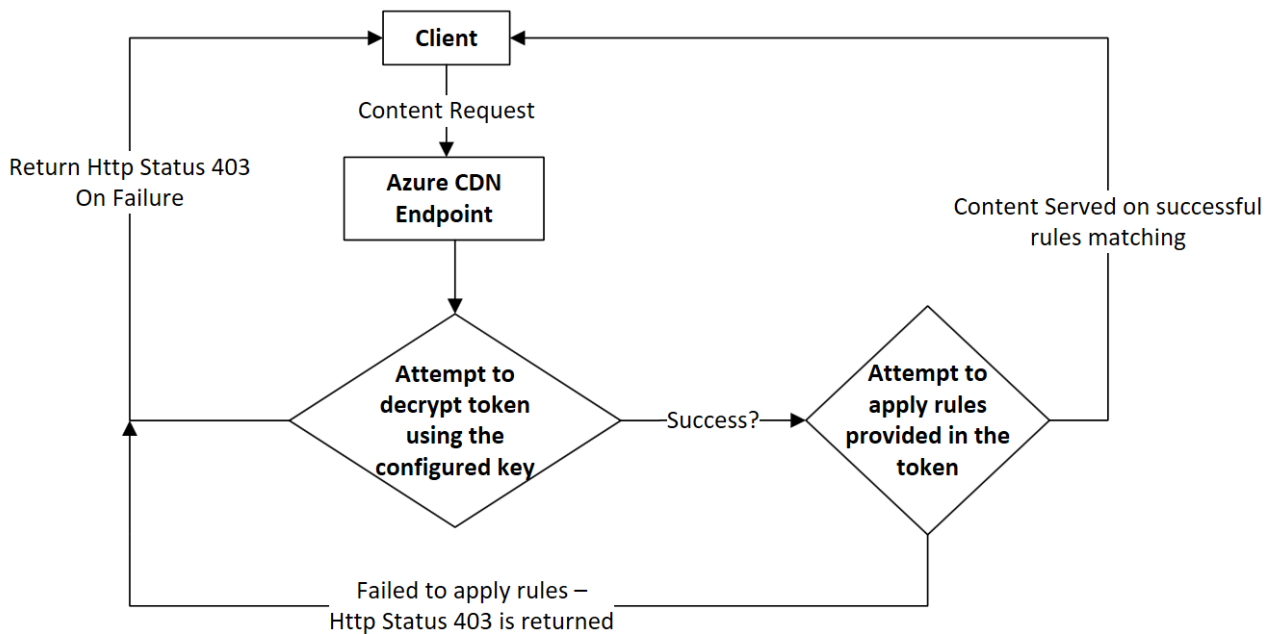 Client
Content Request
Return Http Status 403
On Failure
Azure CDN
Endpoint
Content Served on successful
rules matching
Attempt to
decrypt token
using the
configured key
Success?
Attempt to
apply rules
provided in the
token
Failed to apply rules –
Http Status 403 is returned